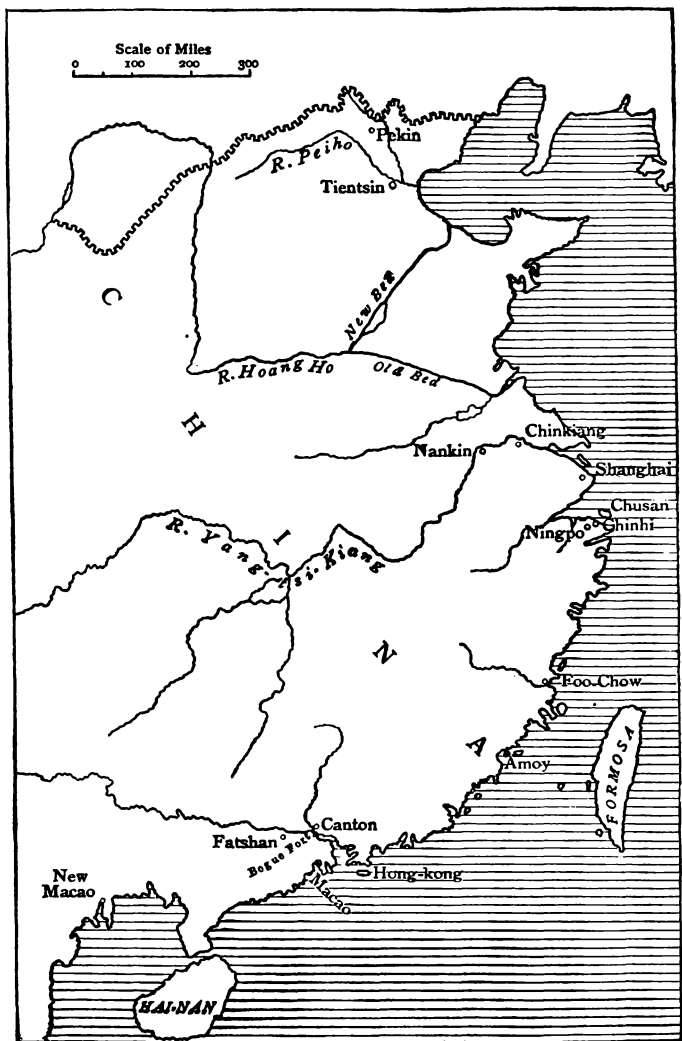 Scale of Miles
0 100 200 300
Pekin
R. Peiho
Tientsin
C
New Bed
R. Hoang Ho
Old Bed
H
Chinkiang
Nankin
Shanghai
Chusan
Chinhi
Ningpo
R. Yang-tsi-Kiang
I
N
Foo-Chow
A
Amoy
FORMOSA
Canton
Fatshan
Bogue Forts
Hong-kong
Macao
New
Macao
HAI-NAN